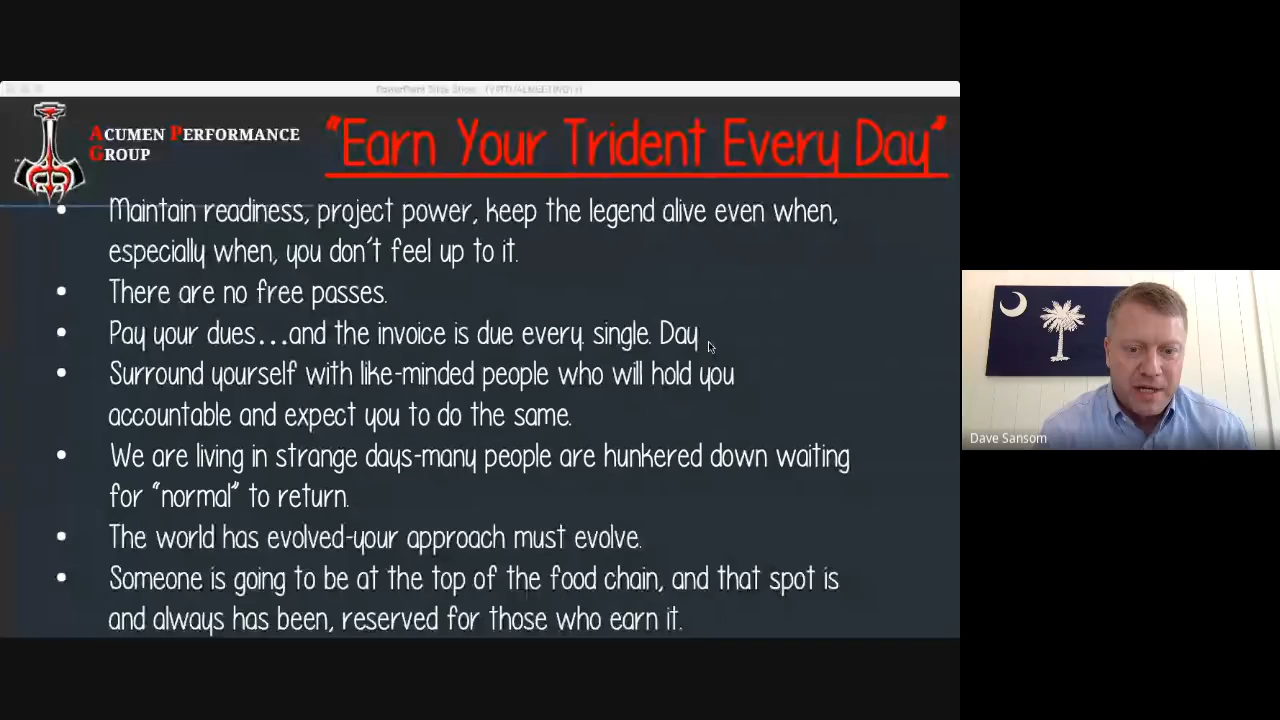 ACUMEN PERFORMANCE
GROUP
"Earn Your Trident Every Day"
• Maintain readiness, project power, keep the legend alive even when,
especially when, you don't feel up to it.
• There are no free passes.
• Pay your dues...and the invoice is due every. single. Day
• Surround yourself with like-minded people who will hold you
accountable and expect you to do the same.
• We are living in strange days-many people are hunkered down waiting
for "normal" to return.
• The world has evolved-your approach must evolve.
• Someone is going to be at the top of the food chain, and that spot is
and always has been, reserved for those who earn it.
Dave Sansom